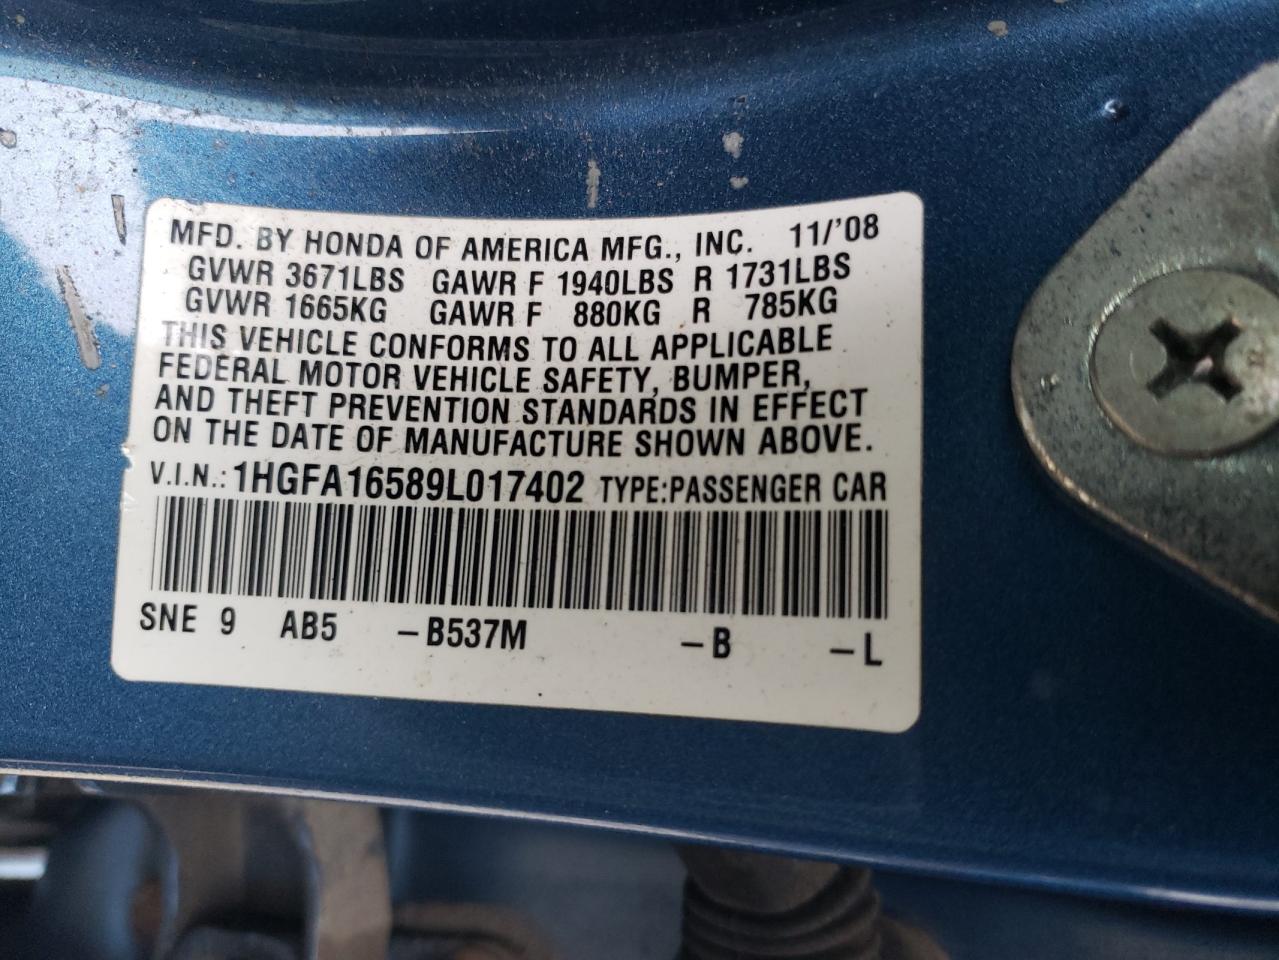 MFD. BY HONDA OF AMERICA MFG., INC. 11/'08
GVWR 3671LBS GAWR F 1940LBS R 1731LBS
GVWR 1665KG GAWR F 880KG R 785KG
THIS VEHICLE CONFORMS TO ALL APPLICABLE
FEDERAL MOTOR VEHICLE SAFETY, BUMPER,
AND THEFT PREVENTION STANDARDS IN EFFECT
ON THE DATE OF MANUFACTURE SHOWN ABOVE.
V.I.N.: 1HGFA16589L017402 TYPE:PASSENGER CAR
SNE 9 AB5 -B537M -B -L